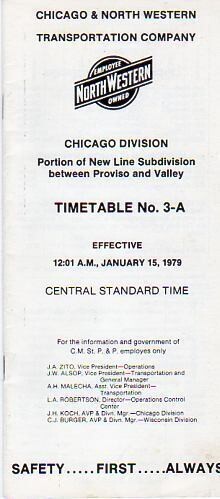 CHICAGO & NORTH WESTERN
TRANSPORTATION COMPANY
EMPLOYEE
NORTH WESTERN
OWNED
CHICAGO DIVISION
Portion of New Line Subdivision
between Proviso and Valley
TIMETABLE No. 3-A
EFFECTIVE
12:01 A.M., JANUARY 15, 1979
CENTRAL STANDARD TIME
For the information and government of
C.M. St. P. & P. employes only
J.A. ZITO, Vice President—Operations
J.W. ALSOP, Vice President—Transportation and
General Manager
A.H. MALECHA, Asst. Vice President—
Transportation
L.A. ROBERTSON, Director—Operations Control
Center
J.H. KOCH, AVP & Divn. Mgr.—Chicago Division
C.J. BURGER, AVP & Divn. Mgr.—Wisconsin Division
SAFETY.....FIRST.....ALWAYS